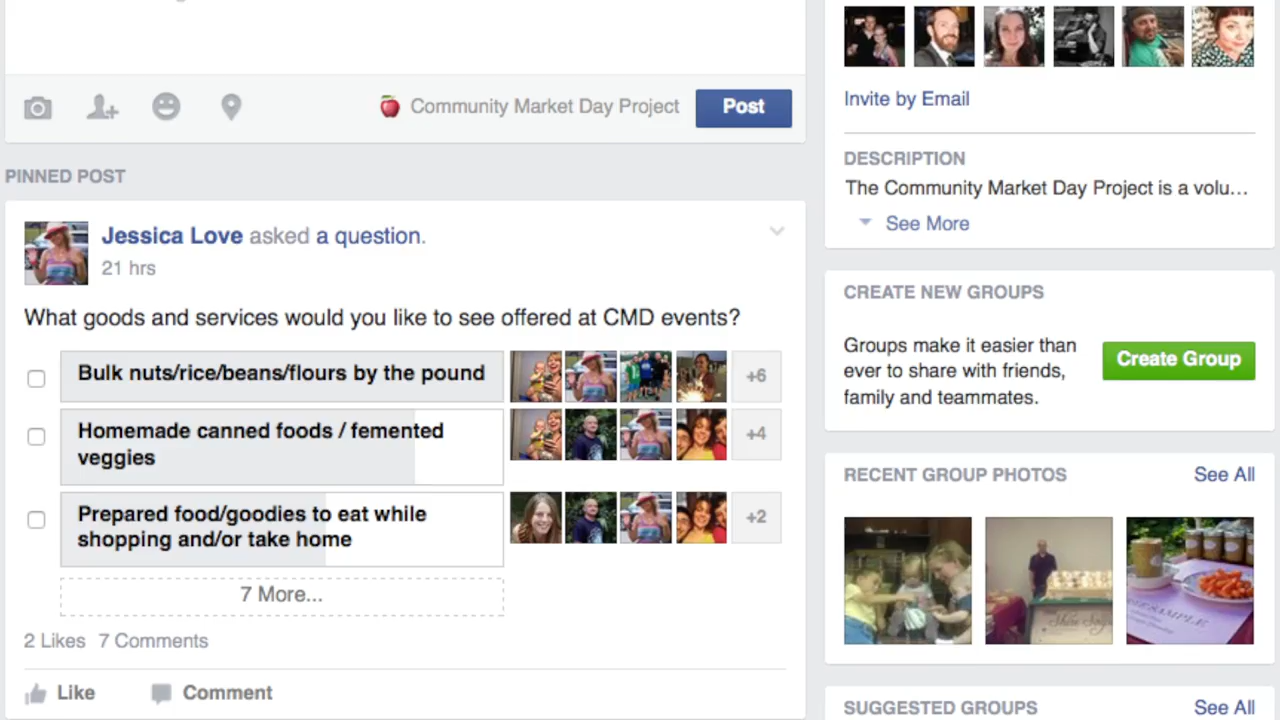 Community Market Day Project
Post
PINNED POST
Jessica Love asked a question.
21 hrs
What goods and services would you like to see offered at CMD events?
Bulk nuts/rice/beans/flours by the pound
+6
Homemade canned foods / femented
veggies
+4
Prepared food/goodies to eat while
shopping and/or take home
+2
7 More...
2 Likes 7 Comments
Like Comment
Invite by Email
DESCRIPTION
The Community Market Day Project is a volu...
See More
CREATE NEW GROUPS
Groups make it easier than
ever to share with friends,
family and teammates.
Create Group
RECENT GROUP PHOTOS See All
SUGGESTED GROUPS See All